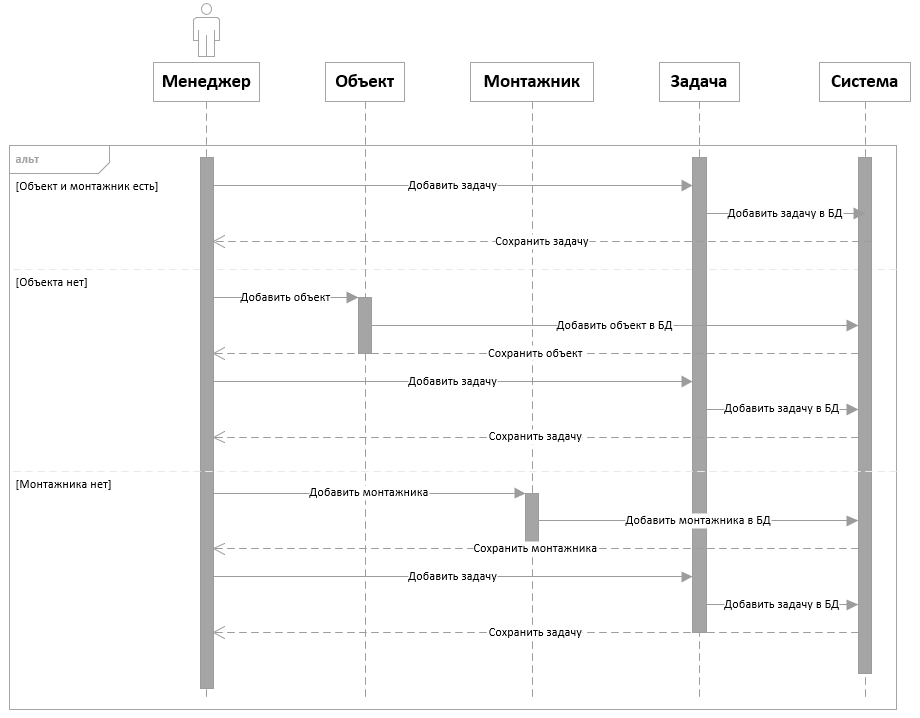 Менеджер
Объект
Монтажник
Задача
Система
альт
[Объект и монтажник есть]
Добавить задачу
Добавить задачу в БД
Сохранить задачу
[Объекта нет]
Добавить объект
Добавить объект в БД
Сохранить объект
Добавить задачу
Добавить задачу в БД
Сохранить задачу
[Монтажника нет]
Добавить монтажника
Добавить монтажника в БД
Сохранить монтажника
Добавить задачу
Добавить задачу в БД
Сохранить задачу